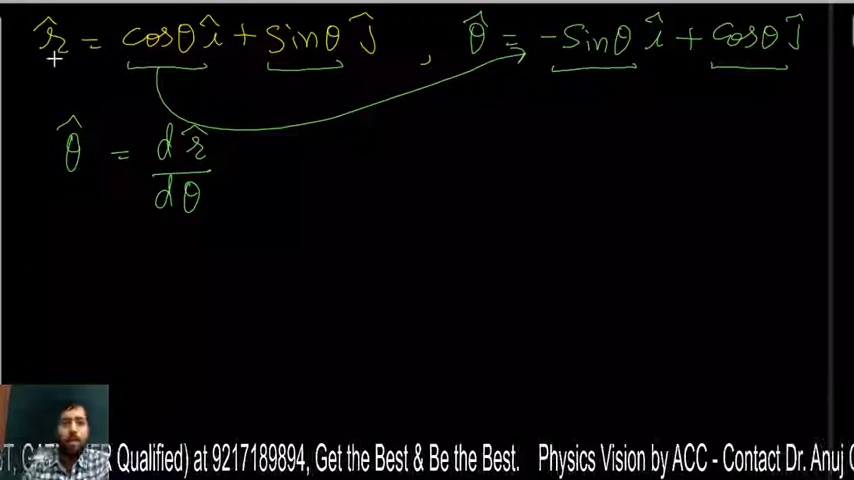 r̂ = cosθ î + sinθ ĵ , θ̂ = -sinθ î + cosθ ĵ
θ̂ = dr̂/dθ
Qualified) at 9217189894, Get the Best & Be the Best. Physics Vision by ACC - Contact Dr. Anuj